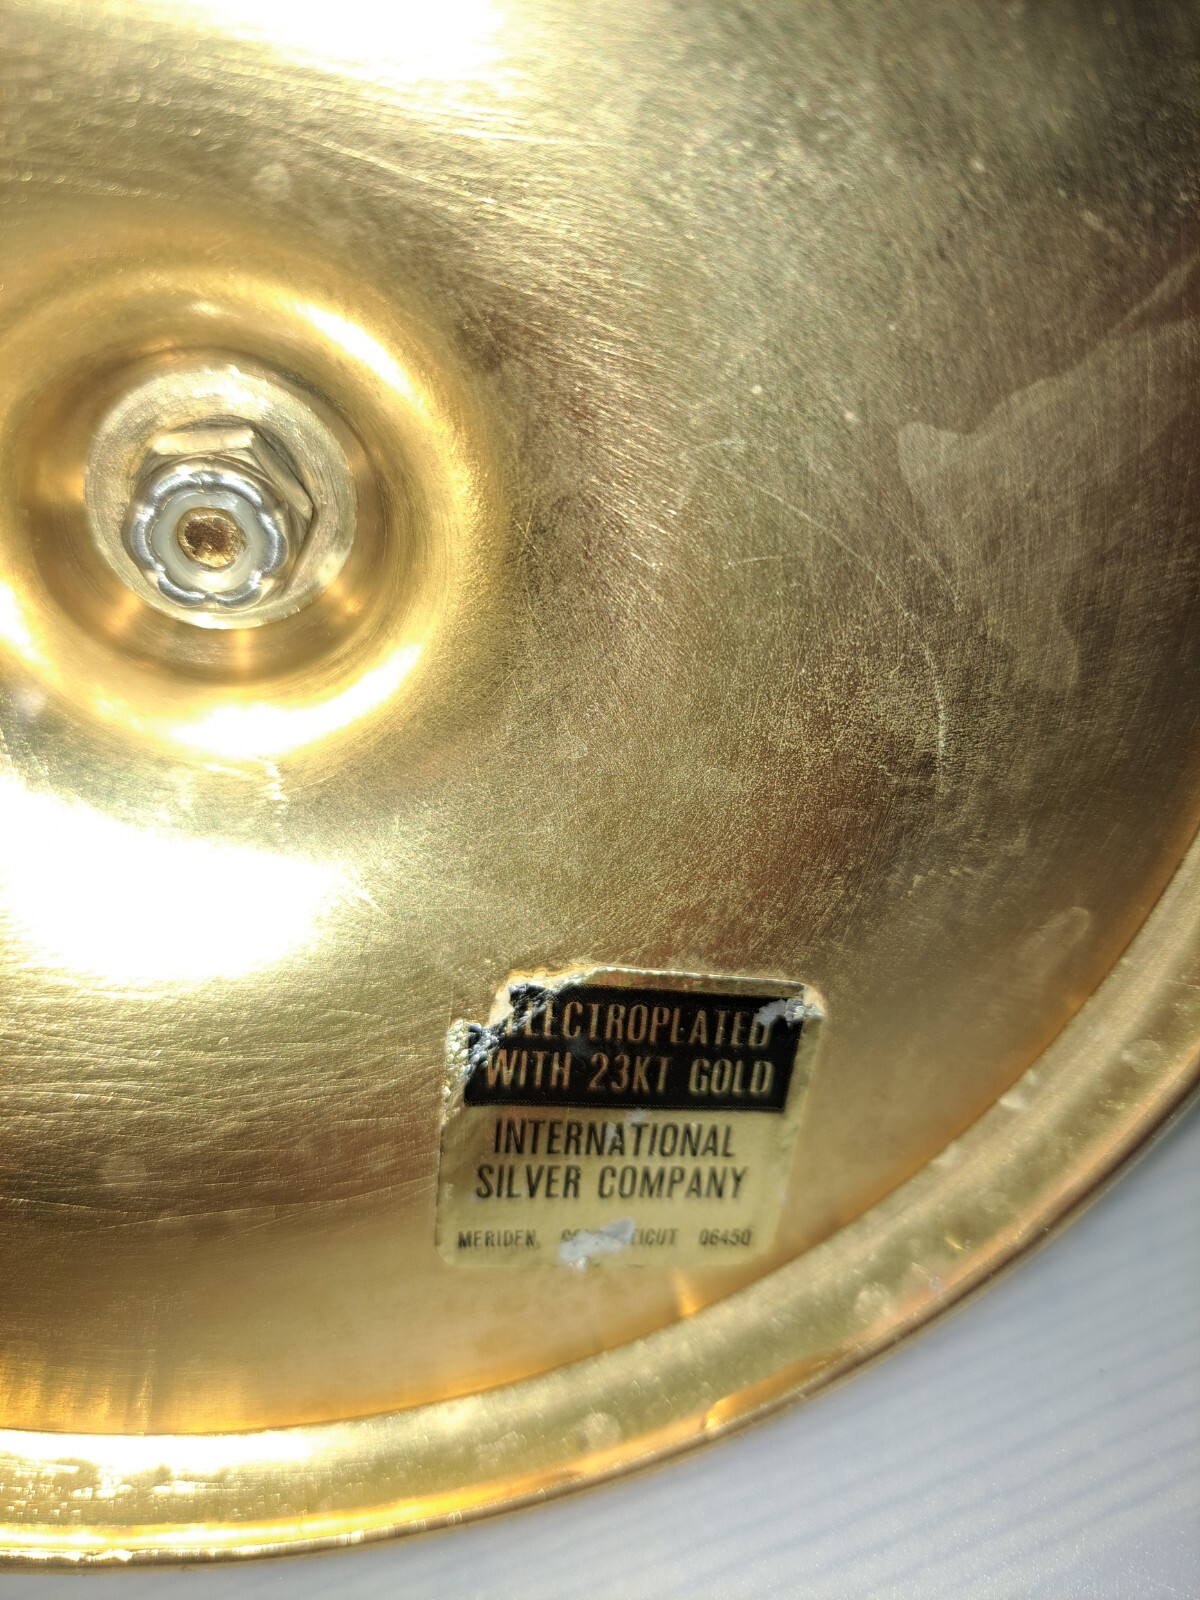 ELECTROPLATED
WITH 23KT GOLD
INTERNATIONAL
SILVER COMPANY
MERIDEN, 06450